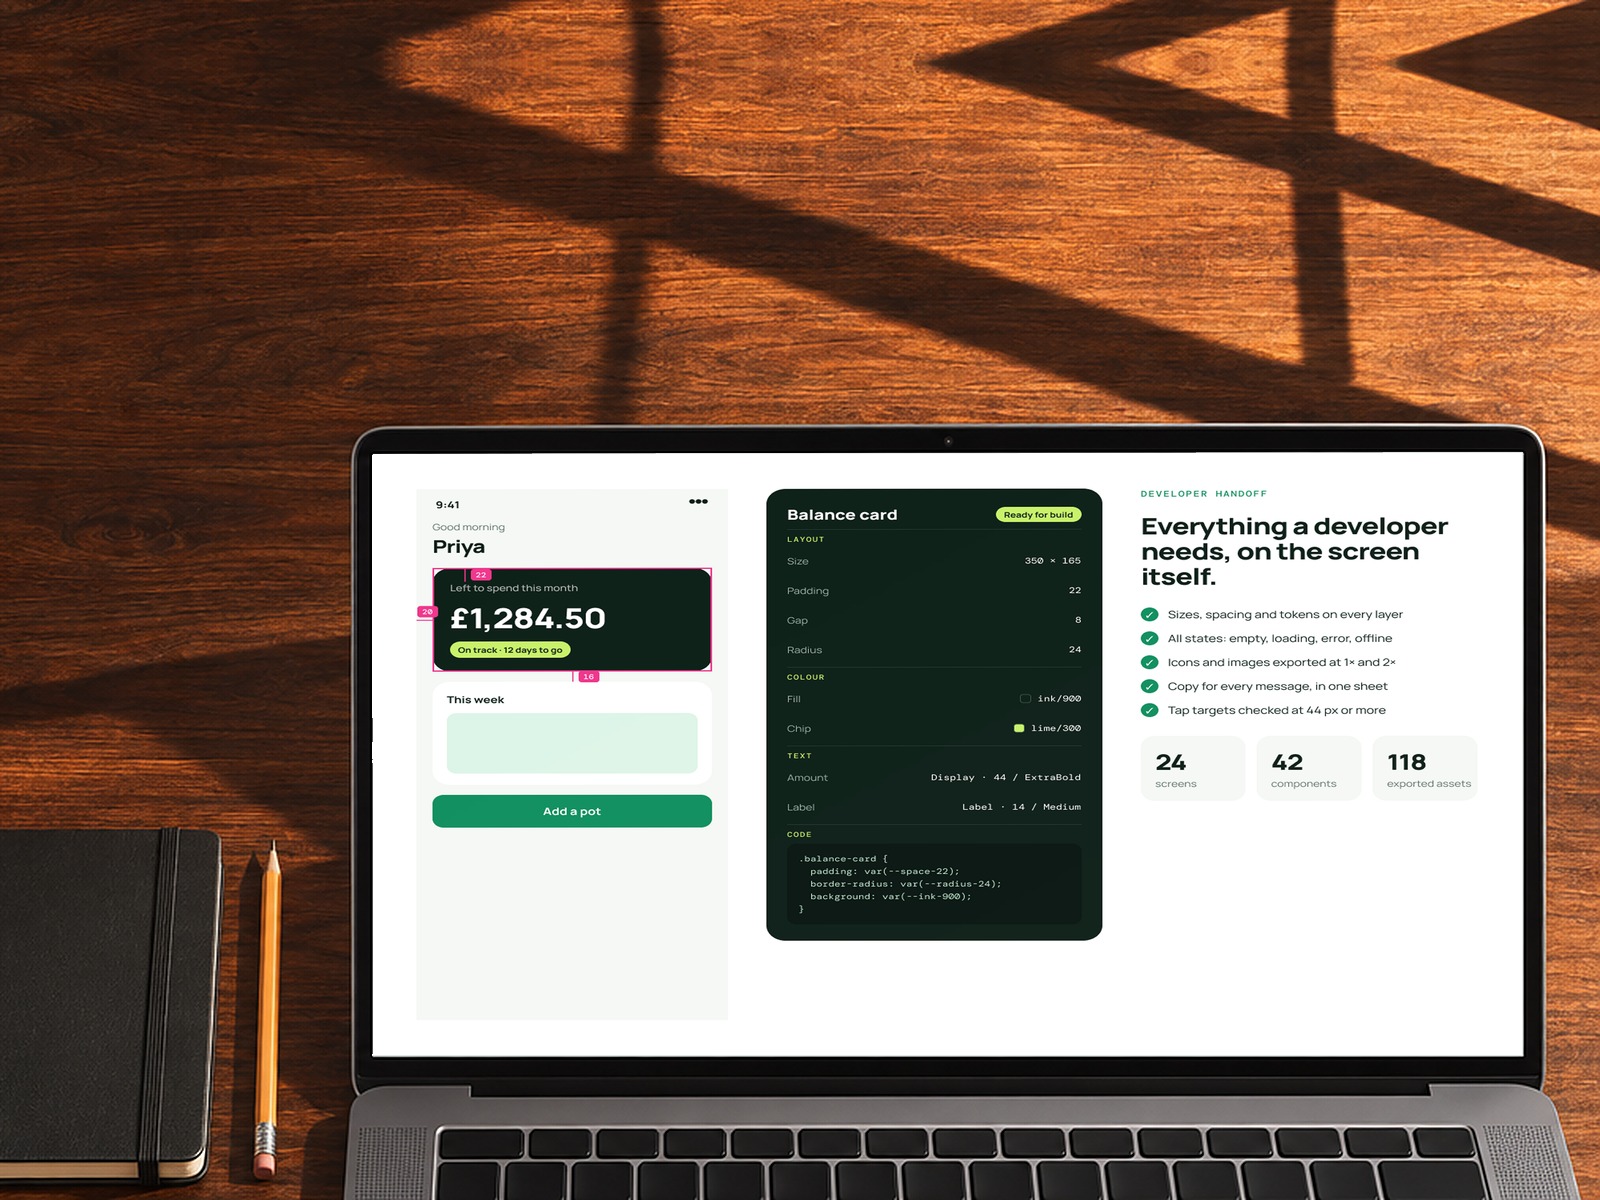 9:41
Good morning
Priya
22
Left to spend this month
20
£1,284.50
On track · 12 days to go
16
This week
Add a pot
Balance card
Ready for build
LAYOUT
Size 350 × 165
Padding 22
Gap 8
Radius 24
COLOUR
Fill ink/900
Chip lime/300
TEXT
Amount Display · 44 / ExtraBold
Label Label · 14 / Medium
CODE
.balance-card {
padding: var(--space-22);
border-radius: var(--radius-24);
background: var(--ink-900);
}
DEVELOPER HANDOFF
Everything a developer
needs, on the screen
itself.
✓ Sizes, spacing and tokens on every layer
✓ All states: empty, loading, error, offline
✓ Icons and images exported at 1× and 2×
✓ Copy for every message, in one sheet
✓ Tap targets checked at 44 px or more
24
screens
42
components
118
exported assets